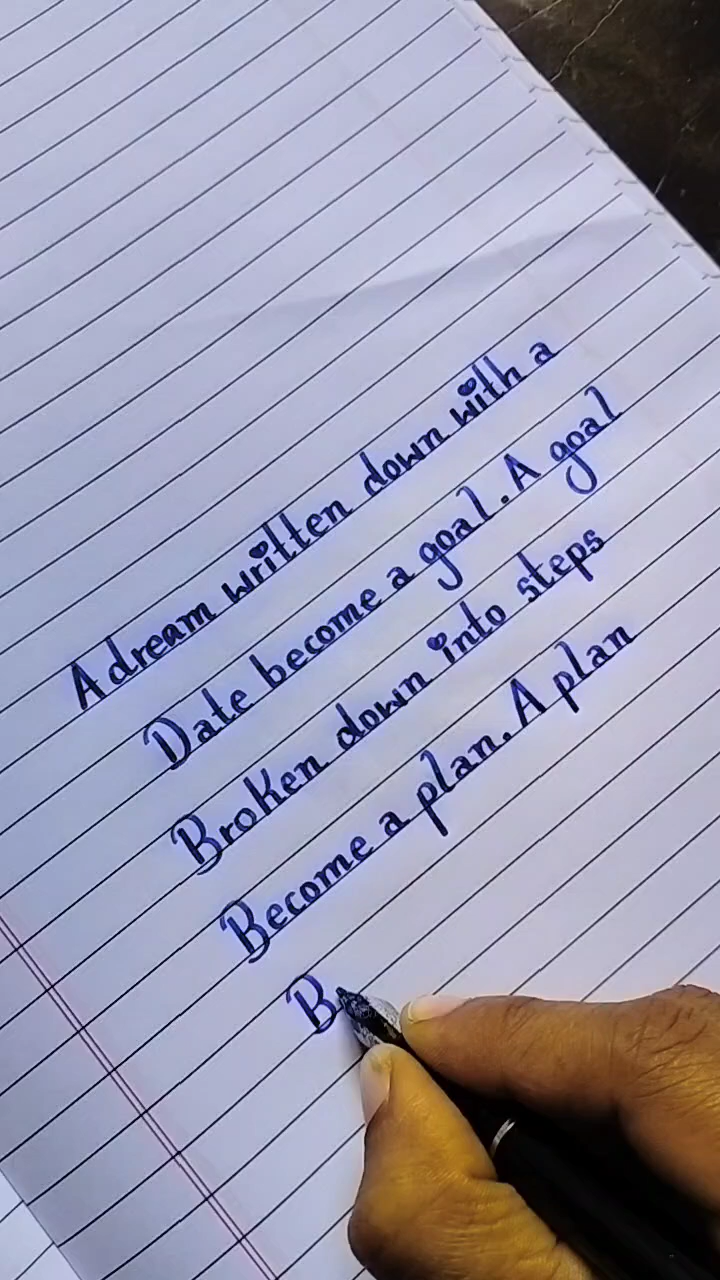 A dream written down with a
Date become a goal. A goal
Broken down into steps
Become a plan. A plan
B